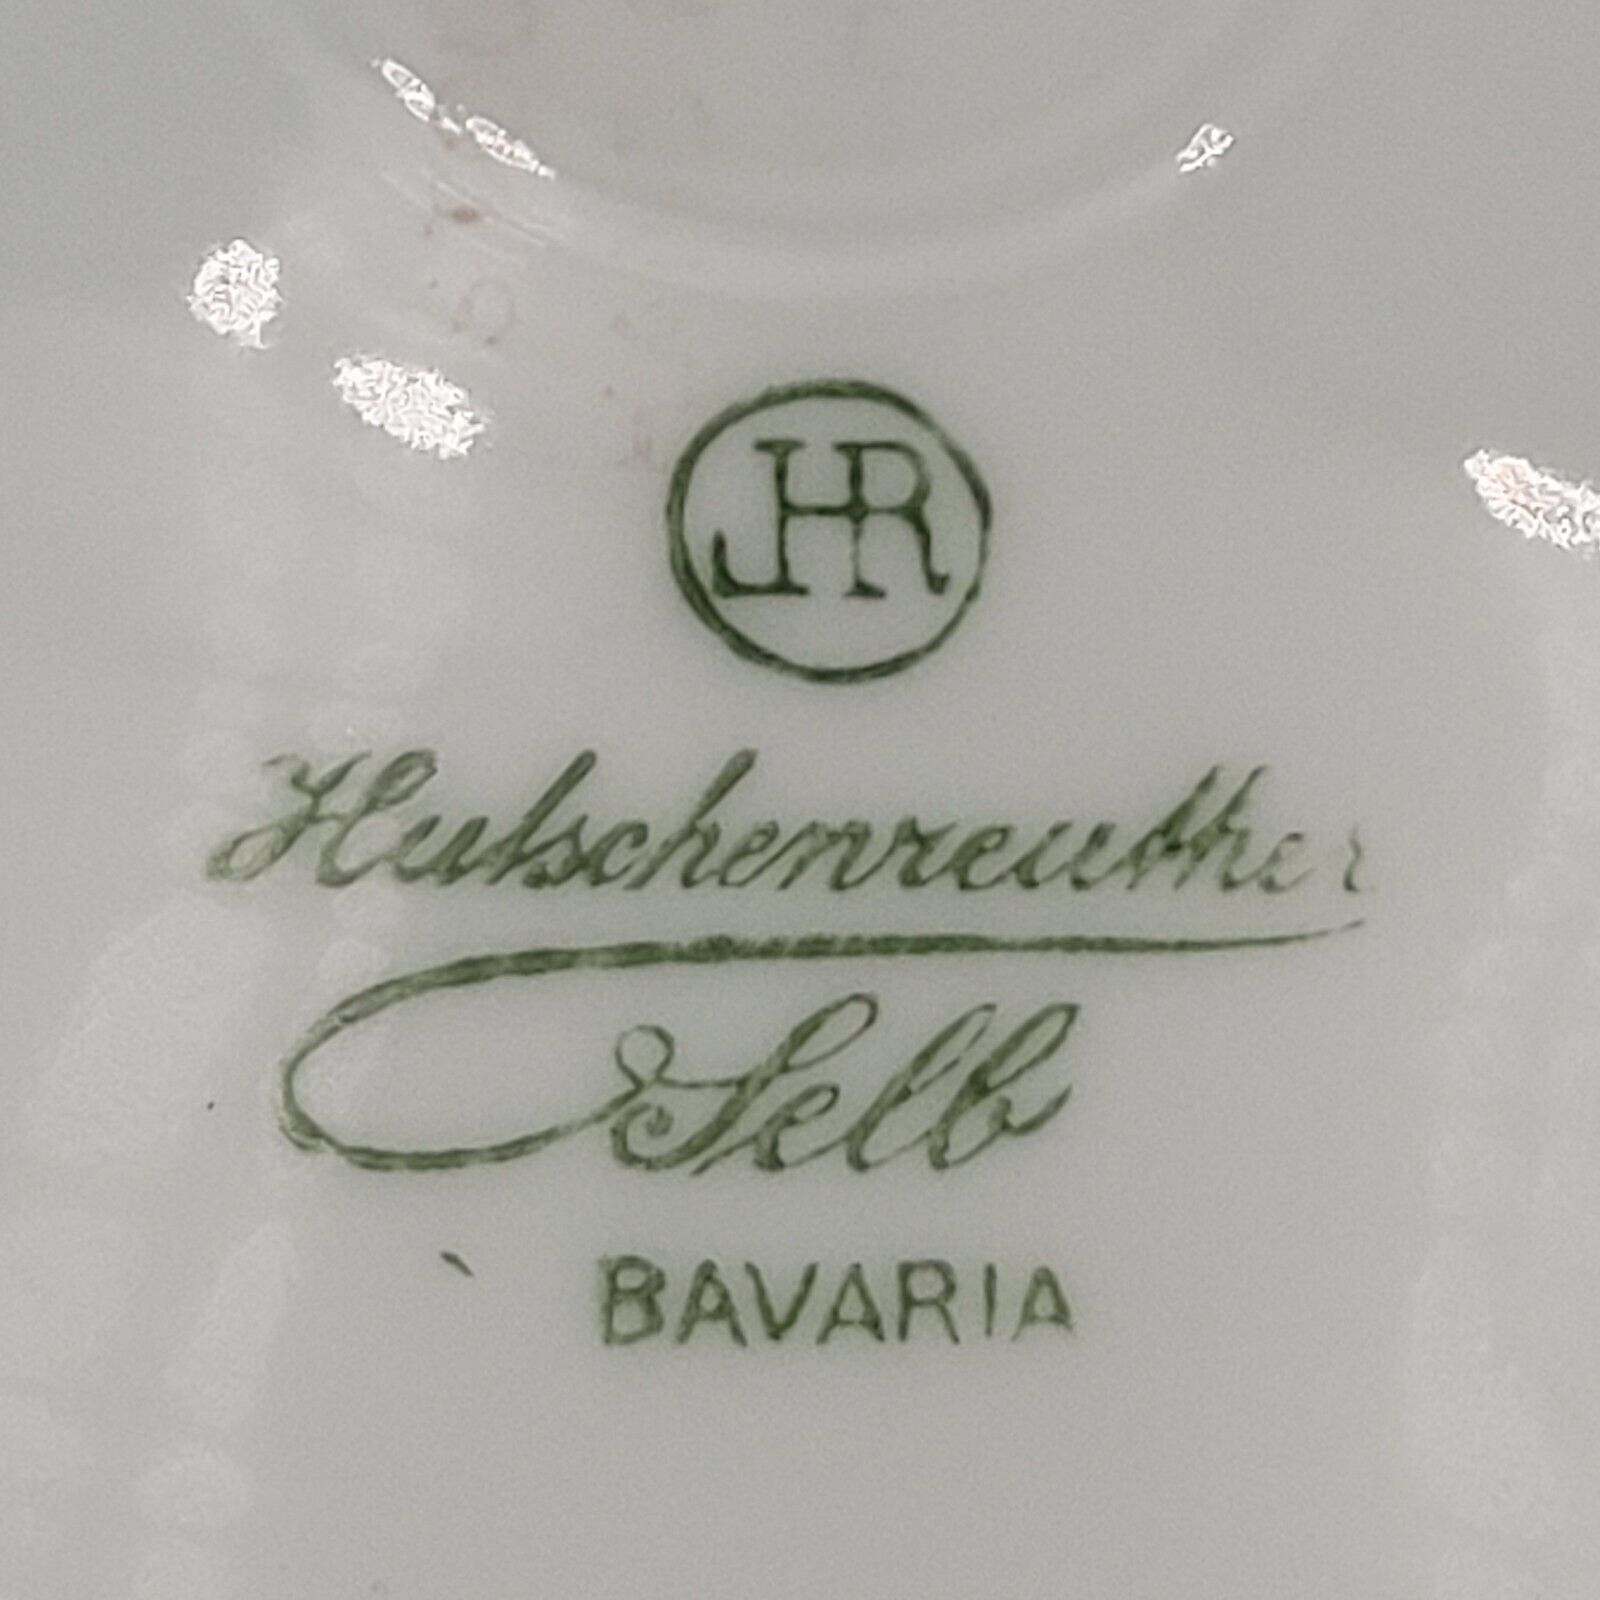 JHR
Hutschenreuther
Selb
BAVARIA